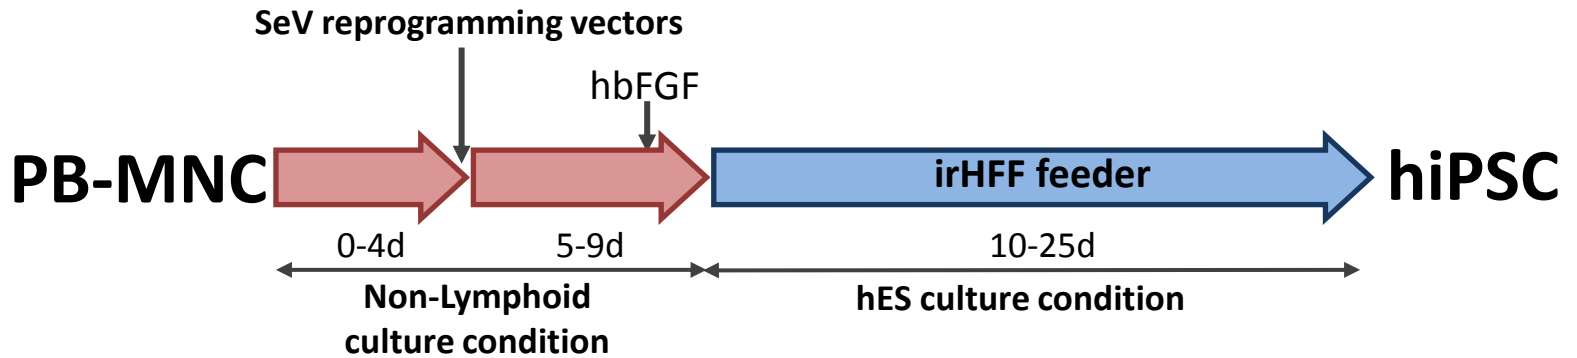 SeV reprogramming vectors
hbFGF
PB-MNC
irHFF feeder
hiPSC
0-4d
5-9d
10-25d
Non-Lymphoid
culture condition
hES culture condition